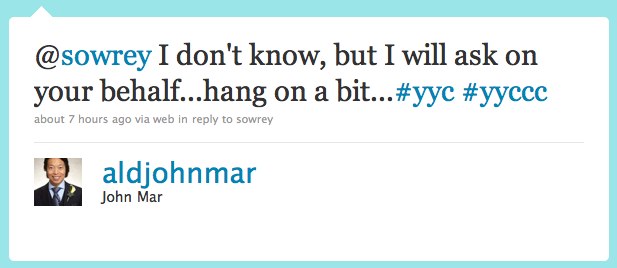 @sowrey I don't know, but I will ask on
your behalf...hang on a bit...#yyc #yyccc
about 7 hours ago via web in reply to sowrey
aldjohnmar
John Mar